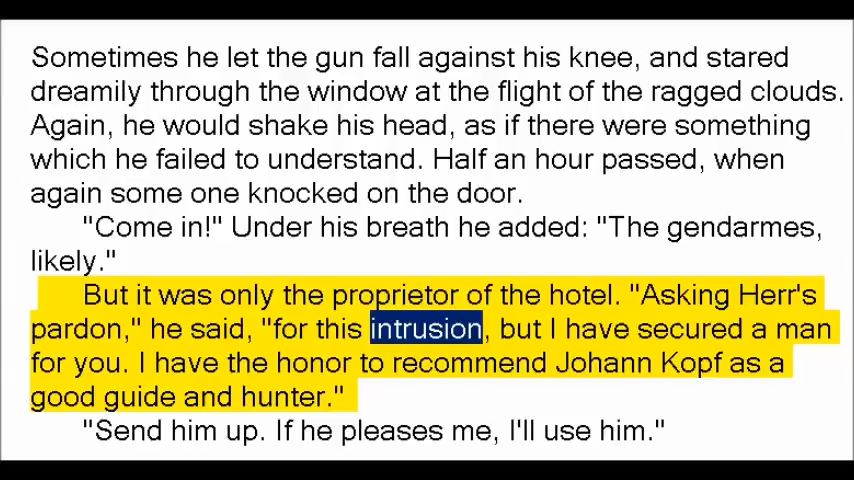 Sometimes he let the gun fall against his knee, and stared
dreamily through the window at the flight of the ragged clouds.
Again, he would shake his head, as if there were something
which he failed to understand. Half an hour passed, when
again some one knocked on the door.
"Come in!" Under his breath he added: "The gendarmes,
likely."
But it was only the proprietor of the hotel. "Asking Herr's
pardon," he said, "for this intrusion, but I have secured a man
for you. I have the honor to recommend Johann Kopf as a
good guide and hunter."
"Send him up. If he pleases me, I'll use him."